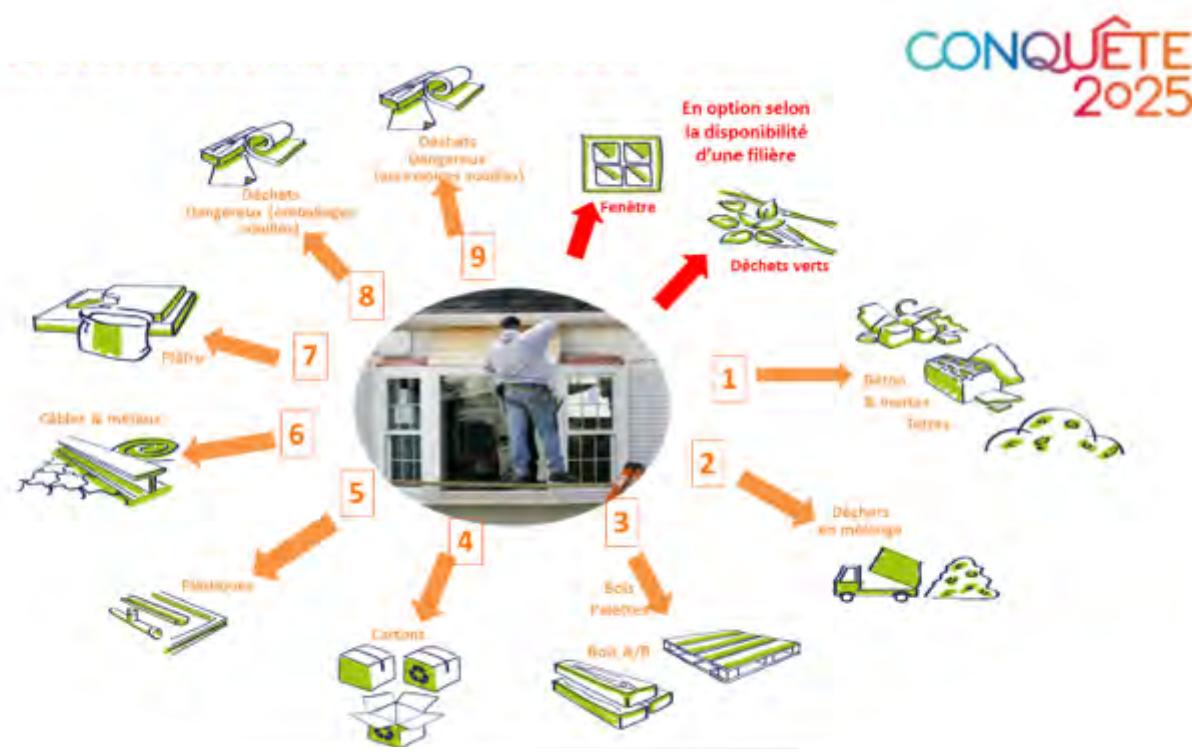 CONQUÊTE
2025
En option selon
la disponibilité
d'une filière
Fenêtre
Déchets verts
1
Béton
& inertes
Terres
2
Déchets
en mélange
3
Bois
Palettes
Bois A/B
4
Cartons
5
Plastiques
6
Câbles & métaux
7
Plâtre
8
Déchets
Dangereux (emballages
souillés)
9
Déchets
Dangereux
souillés)